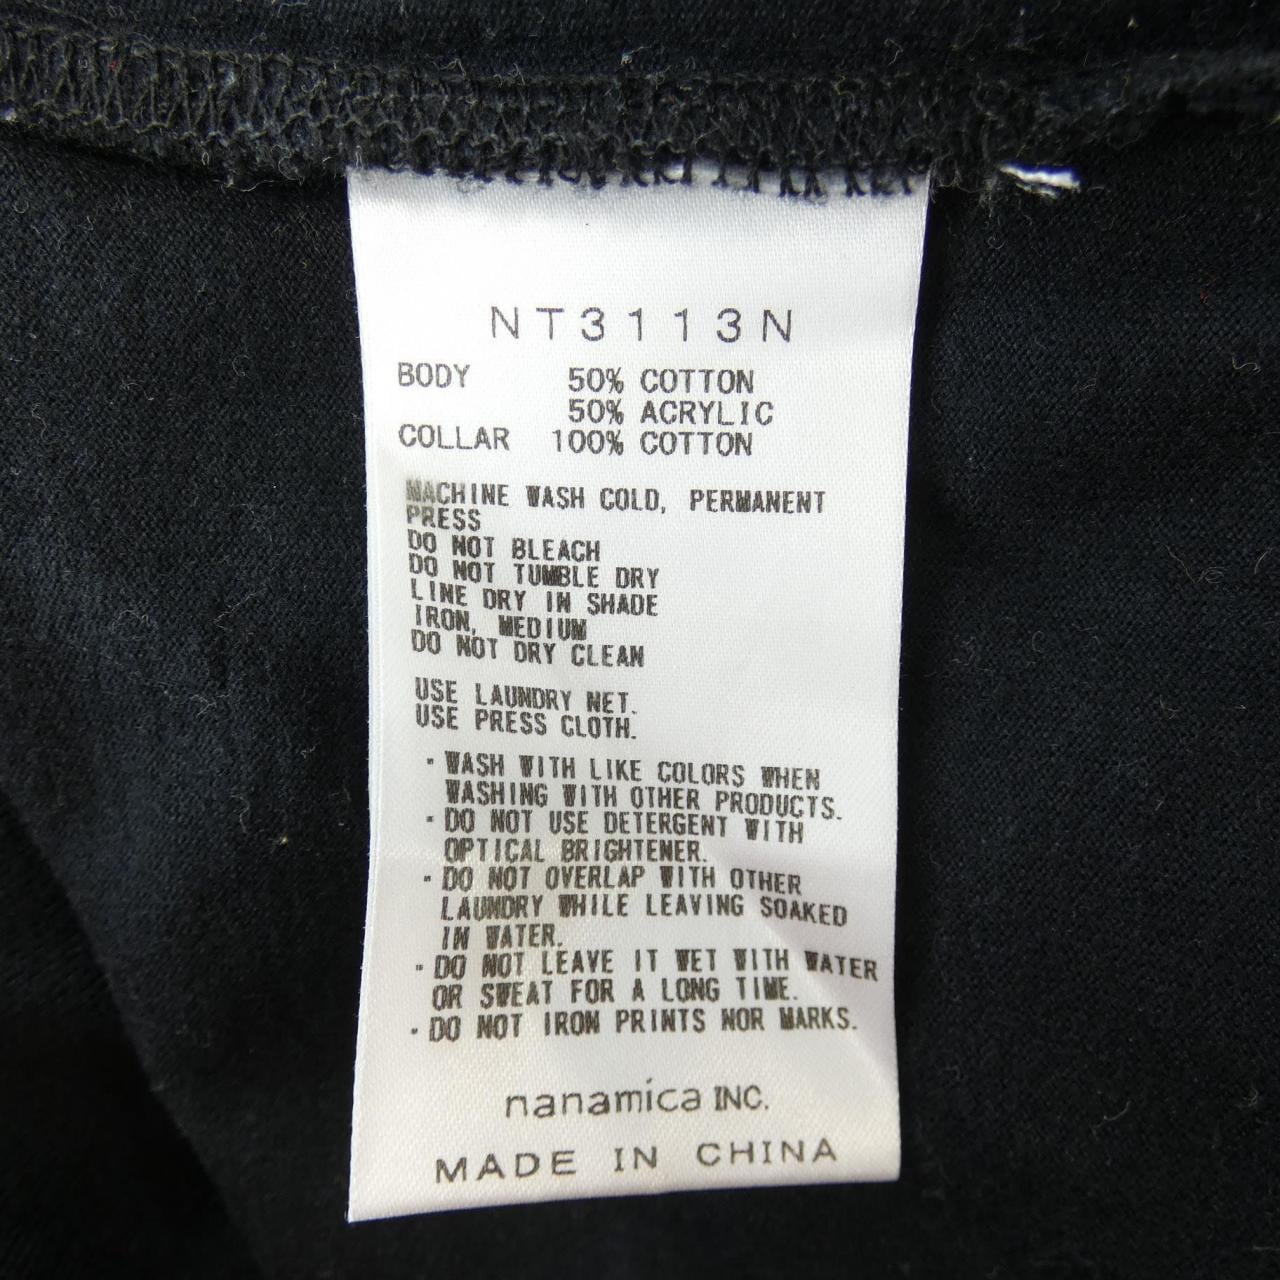 NT3113N
BODY 50% COTTON
50% ACRYLIC
COLLAR 100% COTTON
MACHINE WASH COLD, PERMANENT
PRESS
DO NOT BLEACH
DO NOT TUMBLE DRY
LINE DRY IN SHADE
IRON, MEDIUM
DO NOT DRY CLEAN
USE LAUNDRY NET.
USE PRESS CLOTH.
・WASH WITH LIKE COLORS WHEN
WASHING WITH OTHER PRODUCTS.
・DO NOT USE DETERGENT WITH
OPTICAL BRIGHTENER.
・DO NOT OVERLAP WITH OTHER
LAUNDRY WHILE LEAVING SOAKED
IN WATER.
・DO NOT LEAVE IT WET WITH WATER
OR SWEAT FOR A LONG TIME.
・DO NOT IRON PRINTS NOR MARKS.
nanamica INC.
MADE IN CHINA